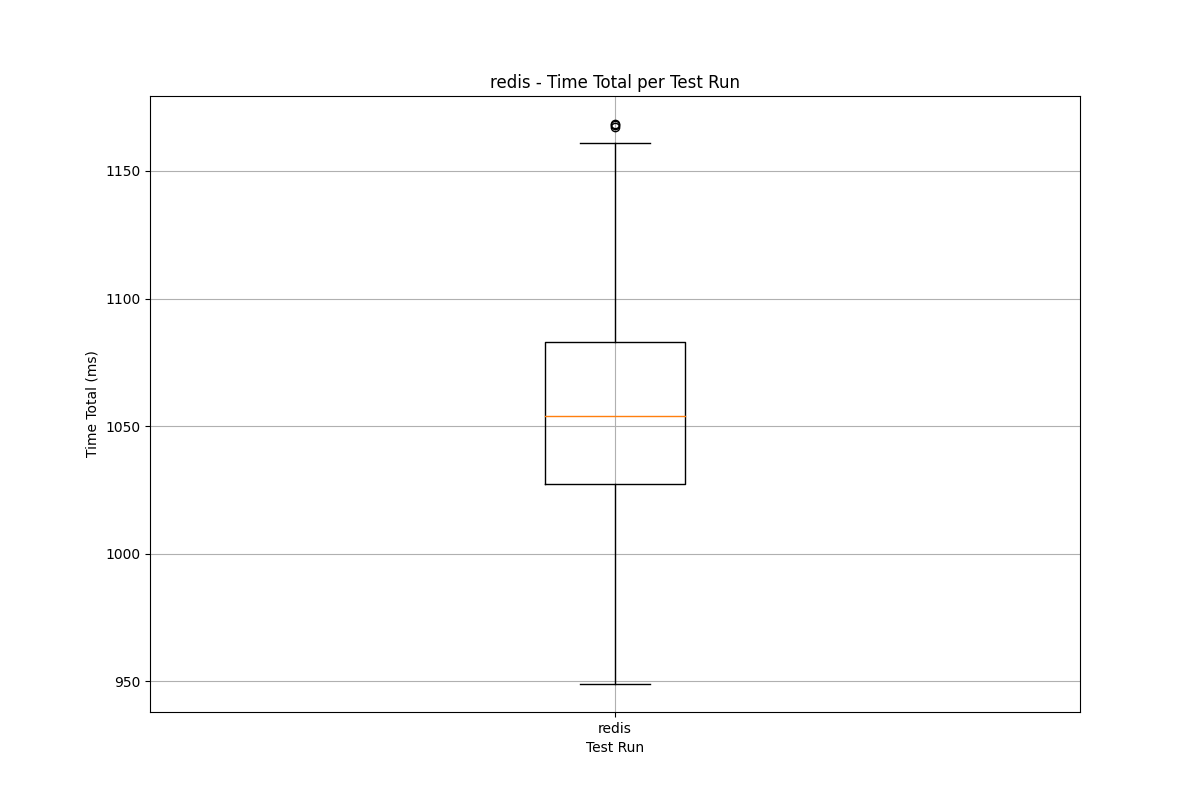 redis - Time Total per Test Run
1150
1100
1050
1000
950
Time Total (ms)
redis
Test Run